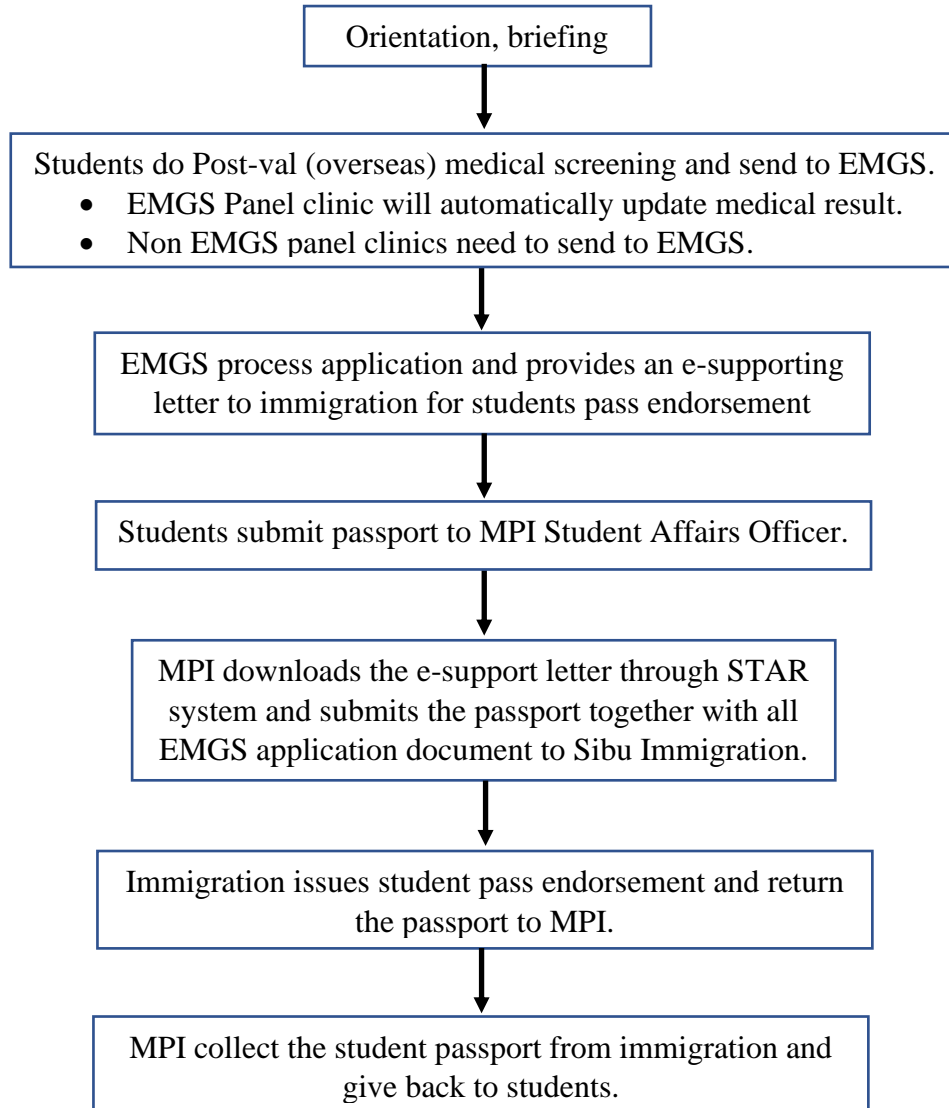 Orientation, briefing
Students do Post-val (overseas) medical screening and send to EMGS.
• EMGS Panel clinic will automatically update medical result.
• Non EMGS panel clinics need to send to EMGS.
EMGS process application and provides an e-supporting
letter to immigration for students pass endorsement
Students submit passport to MPI Student Affairs Officer.
MPI downloads the e-support letter through STAR
system and submits the passport together with all
EMGS application document to Sibu Immigration.
Immigration issues student pass endorsement and return
the passport to MPI.
MPI collect the student passport from immigration and
give back to students.